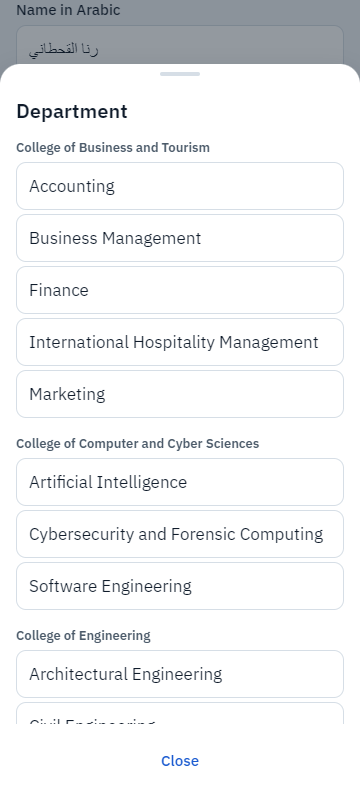 Name in Arabic
رنا القحطاني
Department
College of Business and Tourism
Accounting
Business Management
Finance
International Hospitality Management
Marketing
College of Computer and Cyber Sciences
Artificial Intelligence
Cybersecurity and Forensic Computing
Software Engineering
College of Engineering
Architectural Engineering
Civil Engineering
Close